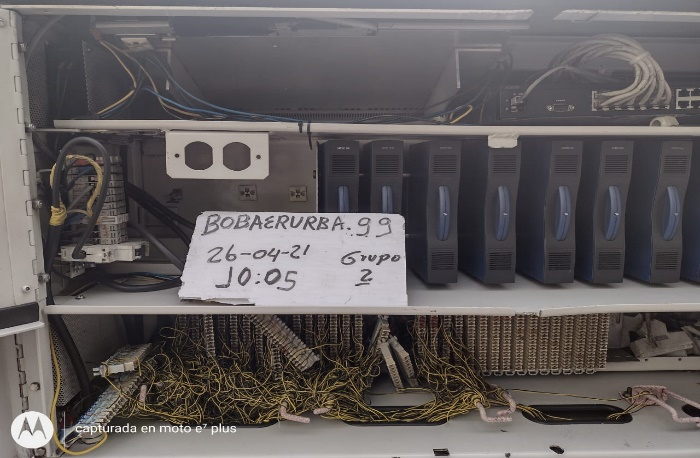 BOBAERURBA.99
26-04-21 Grupo
10:05 2
capturada en moto e⁷ plus